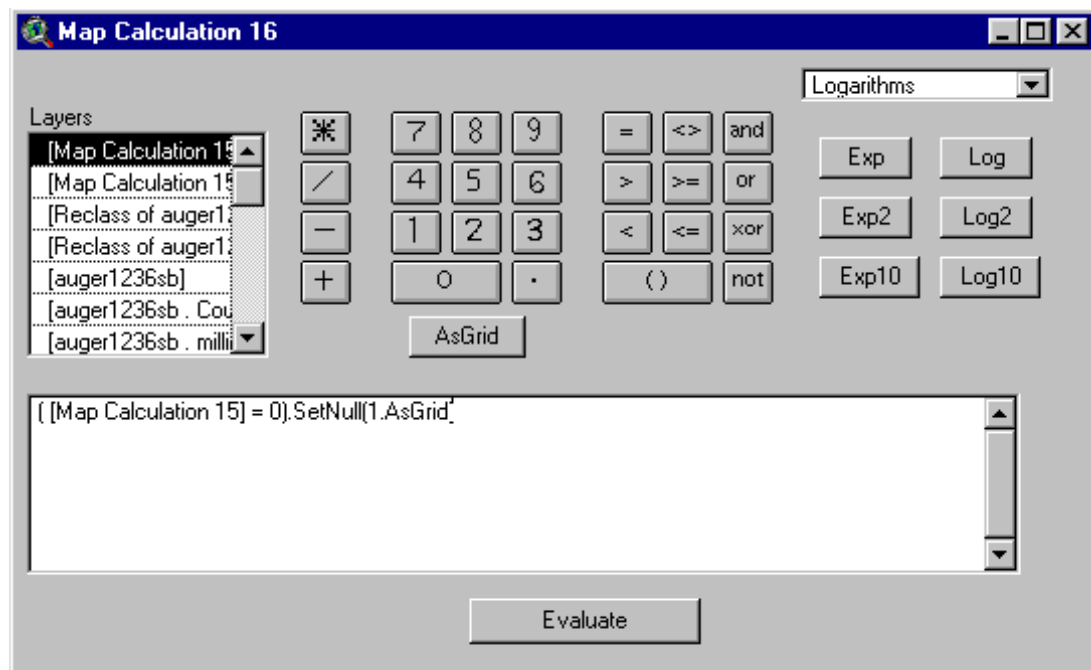 Map Calculation 16
Logarithms
Layers
[Map Calculation 15
[Map Calculation 15
[Reclass of auger12
[Reclass of auger12
[auger1236sb]
[auger1236sb . Cou
[auger1236sb . milli
* 7 8 9 = <> and
/ 4 5 6 > >= or
- 1 2 3 < <= xor
+ 0 . ( ) not
AsGrid
Exp Log
Exp2 Log2
Exp10 Log10
( [Map Calculation 15] = 0).SetNull(1.AsGrid
Evaluate